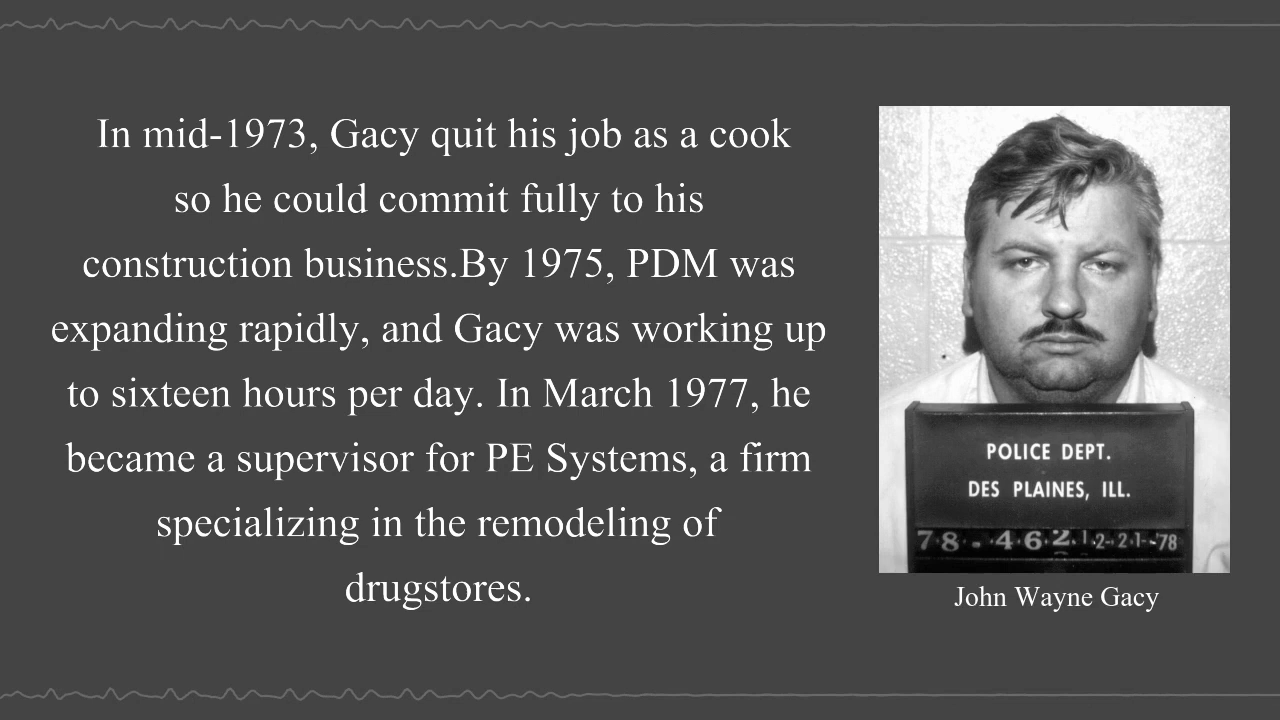 In mid-1973, Gacy quit his job as a cook
so he could commit fully to his
construction business.By 1975, PDM was
expanding rapidly, and Gacy was working up
to sixteen hours per day. In March 1977, he
became a supervisor for PE Systems, a firm
specializing in the remodeling of
drugstores.
POLICE DEPT.
DES PLAINES, ILL.
78-462 12-21-78
John Wayne Gacy